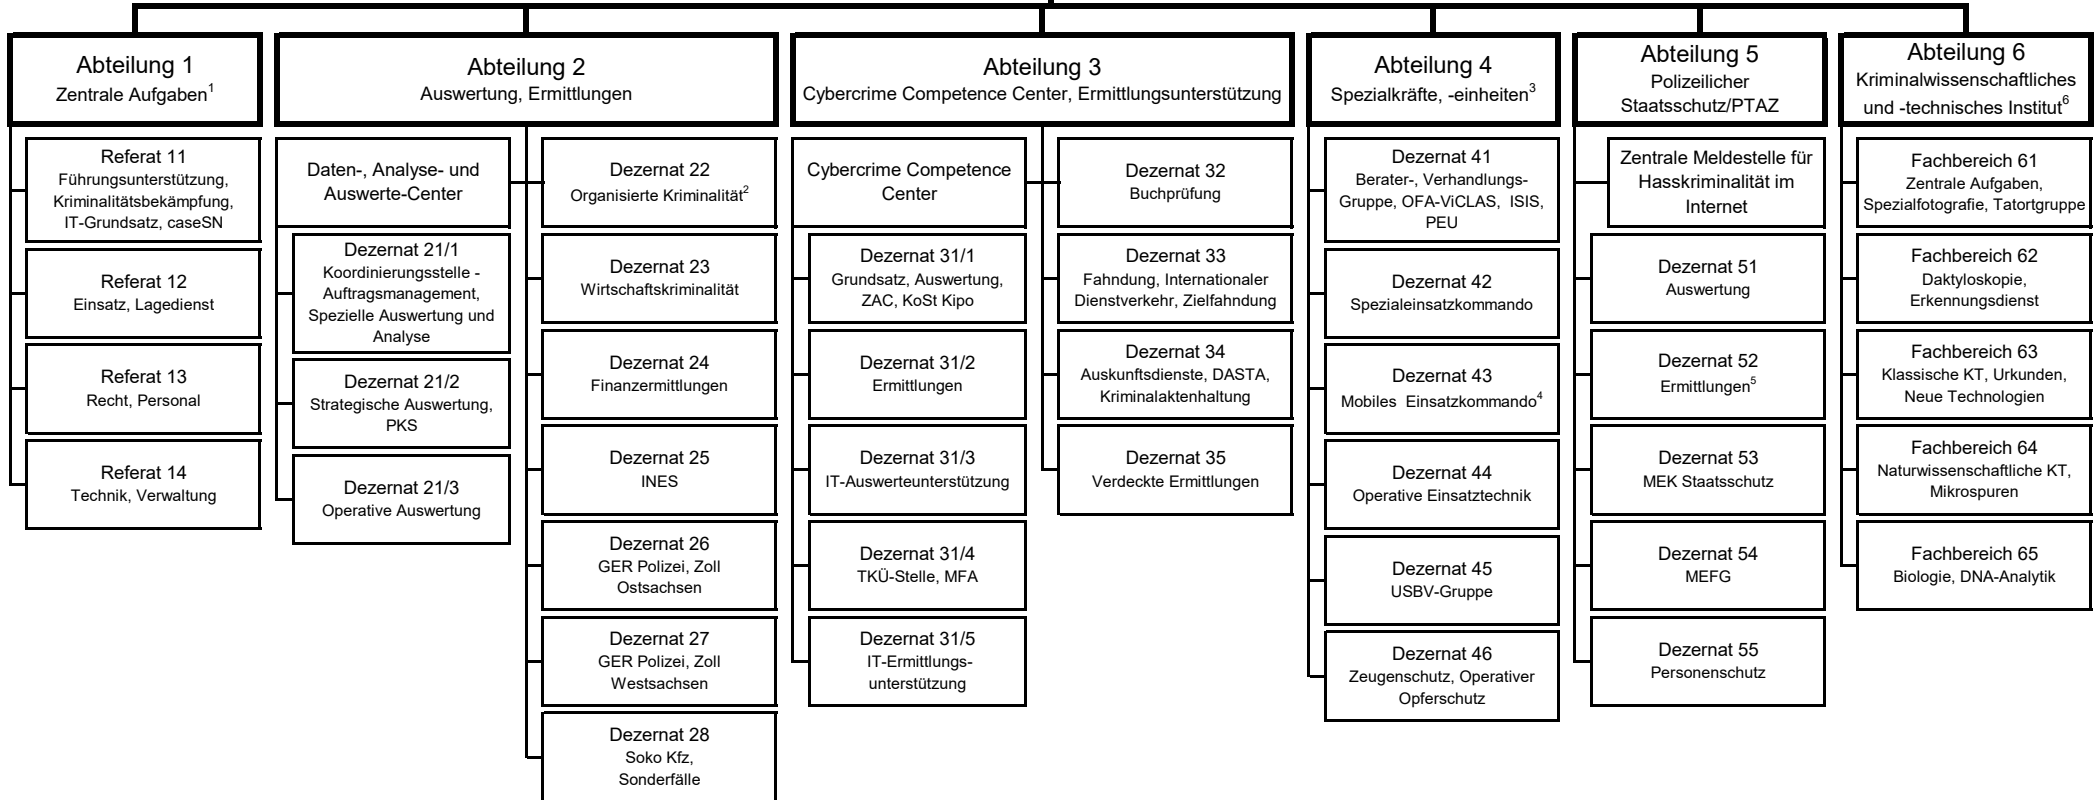 Abteilung 1
Zentrale Aufgaben¹
Referat 11
Führungsunterstützung,
Kriminalitätsbekämpfung,
IT-Grundsatz, caseSN
Referat 12
Einsatz, Lagedienst
Referat 13
Recht, Personal
Referat 14
Technik, Verwaltung
Abteilung 2
Auswertung, Ermittlungen
Daten-, Analyse- und
Auswerte-Center
Dezernat 21/1
Koordinierungsstelle -
Auftragsmanagement,
Spezielle Auswertung und
Analyse
Dezernat 21/2
Strategische Auswertung,
PKS
Dezernat 21/3
Operative Auswertung
Dezernat 22
Organisierte Kriminalität²
Dezernat 23
Wirtschaftskriminalität
Dezernat 24
Finanzermittlungen
Dezernat 25
INES
Dezernat 26
GER Polizei, Zoll
Ostsachsen
Dezernat 27
GER Polizei, Zoll
Westsachsen
Dezernat 28
Soko Kfz,
Sonderfälle
Abteilung 3
Cybercrime Competence Center, Ermittlungsunterstützung
Cybercrime Competence
Center
Dezernat 31/1
Grundsatz, Auswertung,
ZAC, KoSt Kipo
Dezernat 31/2
Ermittlungen
Dezernat 31/3
IT-Auswerteunterstützung
Dezernat 31/4
TKÜ-Stelle, MFA
Dezernat 31/5
IT-Ermittlungs-
unterstützung
Dezernat 32
Buchprüfung
Dezernat 33
Fahndung, Internationaler
Dienstverkehr, Zielfahndung
Dezernat 34
Auskunftsdienste, DASTA,
Kriminalaktenhaltung
Dezernat 35
Verdeckte Ermittlungen
Abteilung 4
Spezialkräfte, -einheiten³
Dezernat 41
Berater-, Verhandlungs-
Gruppe, OFA-ViCLAS, ISIS,
PEU
Dezernat 42
Spezialeinsatzkommando
Dezernat 43
Mobiles Einsatzkommando⁴
Dezernat 44
Operative Einsatztechnik
Dezernat 45
USBV-Gruppe
Dezernat 46
Zeugenschutz, Operativer
Opferschutz
Abteilung 5
Polizeilicher
Staatsschutz/PTAZ
Zentrale Meldestelle für
Hasskriminalität im
Internet
Dezernat 51
Auswertung
Dezernat 52
Ermittlungen⁵
Dezernat 53
MEK Staatsschutz
Dezernat 54
MEFG
Dezernat 55
Personenschutz
Abteilung 6
Kriminalwissenschaftliches
und -technisches Institut⁶
Fachbereich 61
Zentrale Aufgaben,
Spezialfotografie, Tatortgruppe
Fachbereich 62
Daktyloskopie,
Erkennungsdienst
Fachbereich 63
Klassische KT, Urkunden,
Neue Technologien
Fachbereich 64
Naturwissenschaftliche KT,
Mikrospuren
Fachbereich 65
Biologie, DNA-Analytik